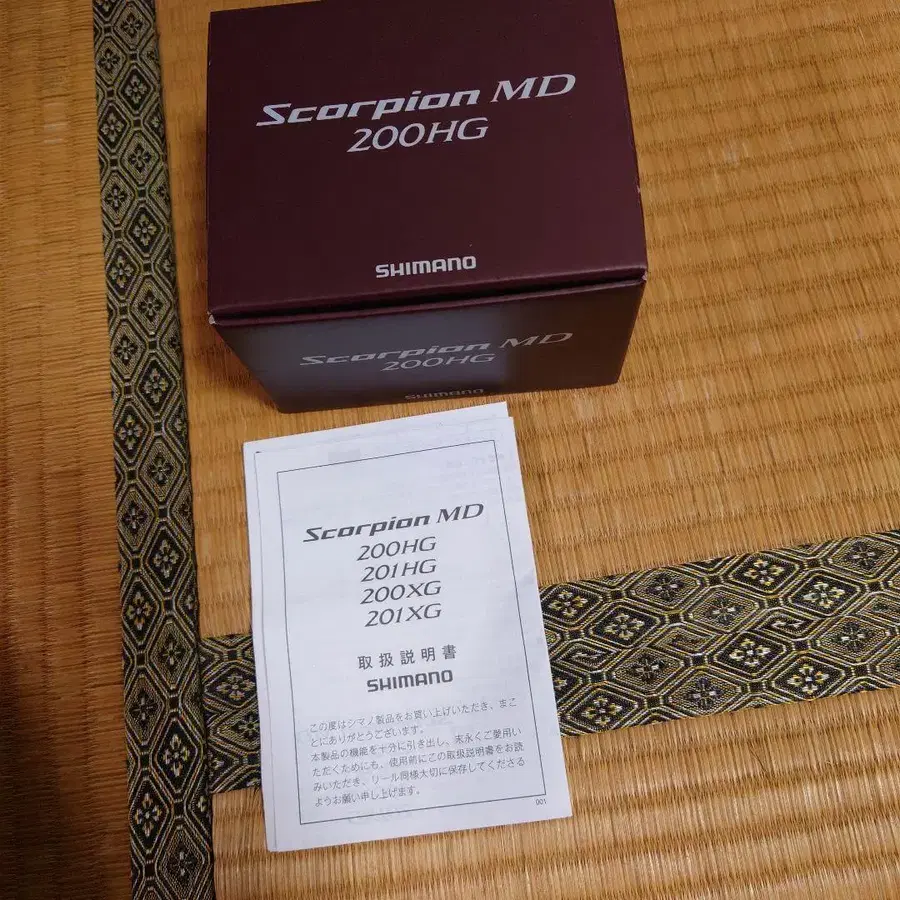 Scorpion MD
200HG
SHIMANO
Scorpion MD
200HG
SHIMANO
Scorpion MD
200HG
201HG
200XG
201XG
取扱説明書
SHIMANO
この度はシマノ製品をお買い上げいただき、まこ
とにありがとうございます。
本製品の機能を十分に引き出し、末永くご愛用い
ただくためにも、使用前にこの取扱説明書をお読
みいただき、リール同様大切に保存してくださる
ようお願い申し上げます。
001